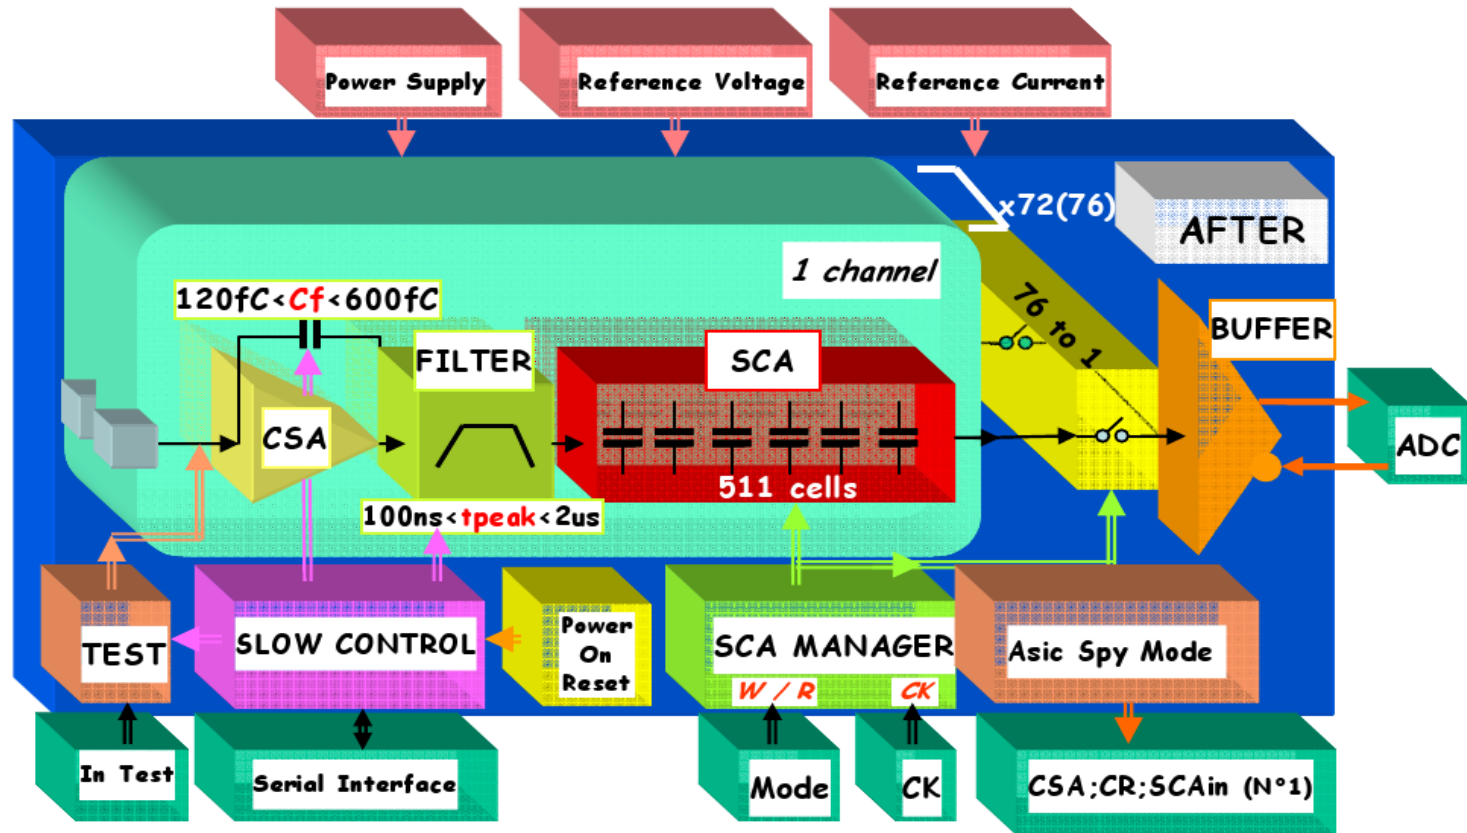 Power Supply
Reference Voltage
Reference Current
x72(76)
AFTER
1 channel
120fC<Cf<600fC
76 to 1
BUFFER
FILTER
SCA
CSA
ADC
511 cells
100ns<tpeak<2us
TEST
SLOW CONTROL
Power
On
Reset
SCA MANAGER
W / R
CK
Asic Spy Mode
In Test
Serial Interface
Mode
CK
CSA;CR;SCAin (N°1)